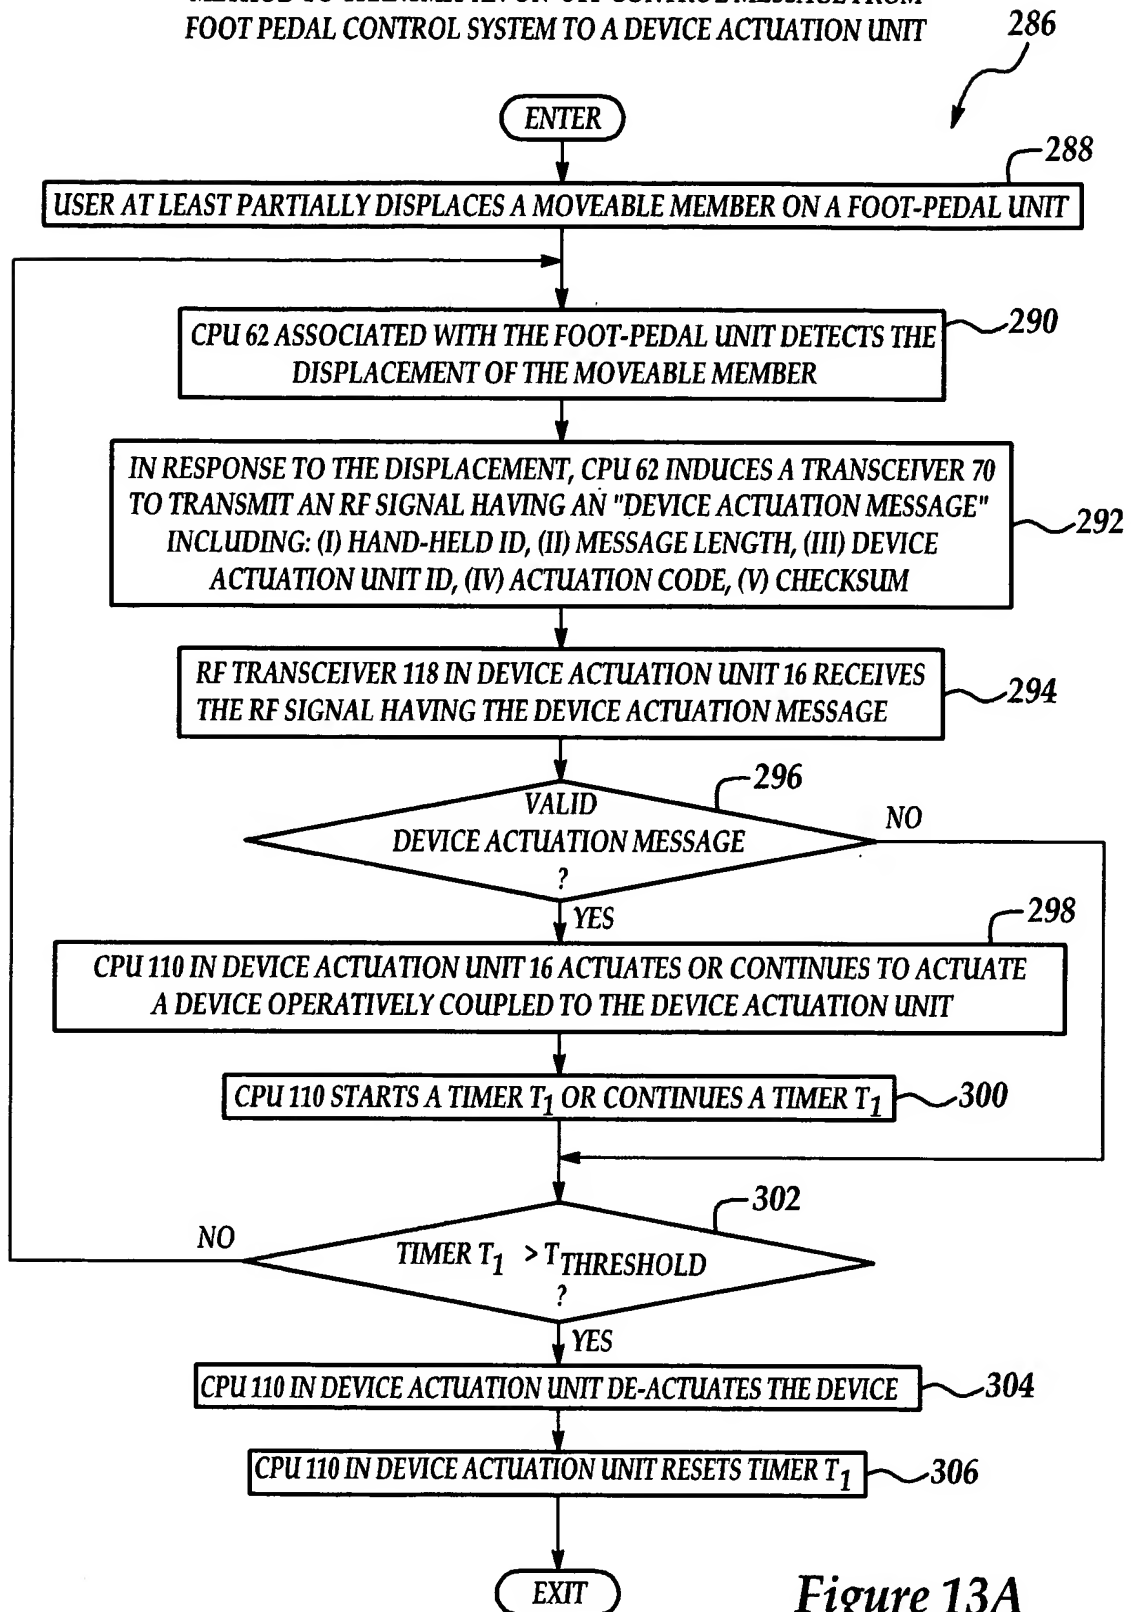 FOOT PEDAL CONTROL SYSTEM TO A DEVICE ACTUATION UNIT
286
ENTER
288
USER AT LEAST PARTIALLY DISPLACES A MOVEABLE MEMBER ON A FOOT-PEDAL UNIT
290
CPU 62 ASSOCIATED WITH THE FOOT-PEDAL UNIT DETECTS THE
DISPLACEMENT OF THE MOVEABLE MEMBER
IN RESPONSE TO THE DISPLACEMENT, CPU 62 INDUCES A TRANSCEIVER 70
TO TRANSMIT AN RF SIGNAL HAVING AN "DEVICE ACTUATION MESSAGE"
INCLUDING: (I) HAND-HELD ID, (II) MESSAGE LENGTH, (III) DEVICE
ACTUATION UNIT ID, (IV) ACTUATION CODE, (V) CHECKSUM
292
RF TRANSCEIVER 118 IN DEVICE ACTUATION UNIT 16 RECEIVES
THE RF SIGNAL HAVING THE DEVICE ACTUATION MESSAGE
294
296
VALID
DEVICE ACTUATION MESSAGE
?
NO
YES
298
CPU 110 IN DEVICE ACTUATION UNIT 16 ACTUATES OR CONTINUES TO ACTUATE
A DEVICE OPERATIVELY COUPLED TO THE DEVICE ACTUATION UNIT
CPU 110 STARTS A TIMER T1 OR CONTINUES A TIMER T1
300
302
NO
TIMER T1 > TTHRESHOLD
?
YES
CPU 110 IN DEVICE ACTUATION UNIT DE-ACTUATES THE DEVICE
304
CPU 110 IN DEVICE ACTUATION UNIT RESETS TIMER T1
306
EXIT
Figure 13A